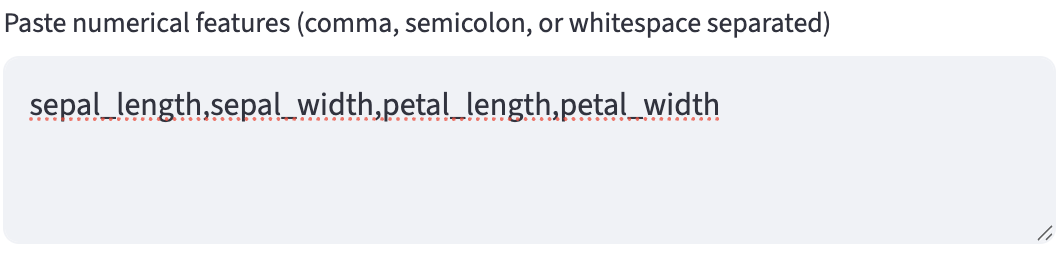 Paste numerical features (comma, semicolon, or whitespace separated)
sepal_length,sepal_width,petal_length,petal_width